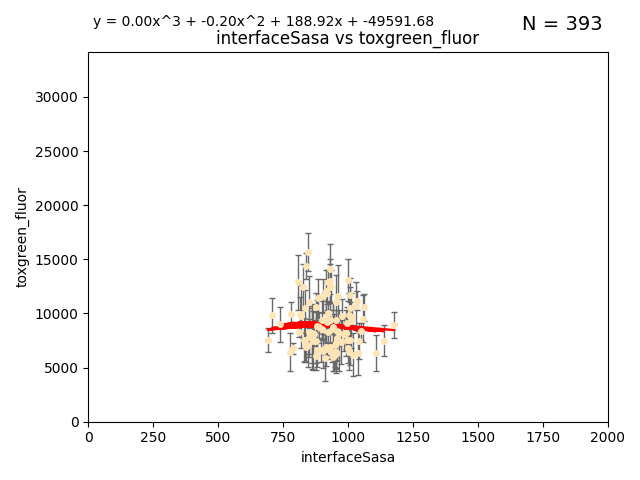 y = 0.00x^3 + -0.20x^2 + 188.92x + -49591.68
N = 393
interfaceSasa vs toxgreen_fluor
30000
25000
20000
15000
10000
5000
0
toxgreen_fluor
0 250 500 750 1000 1250 1500 1750 2000
interfaceSasa